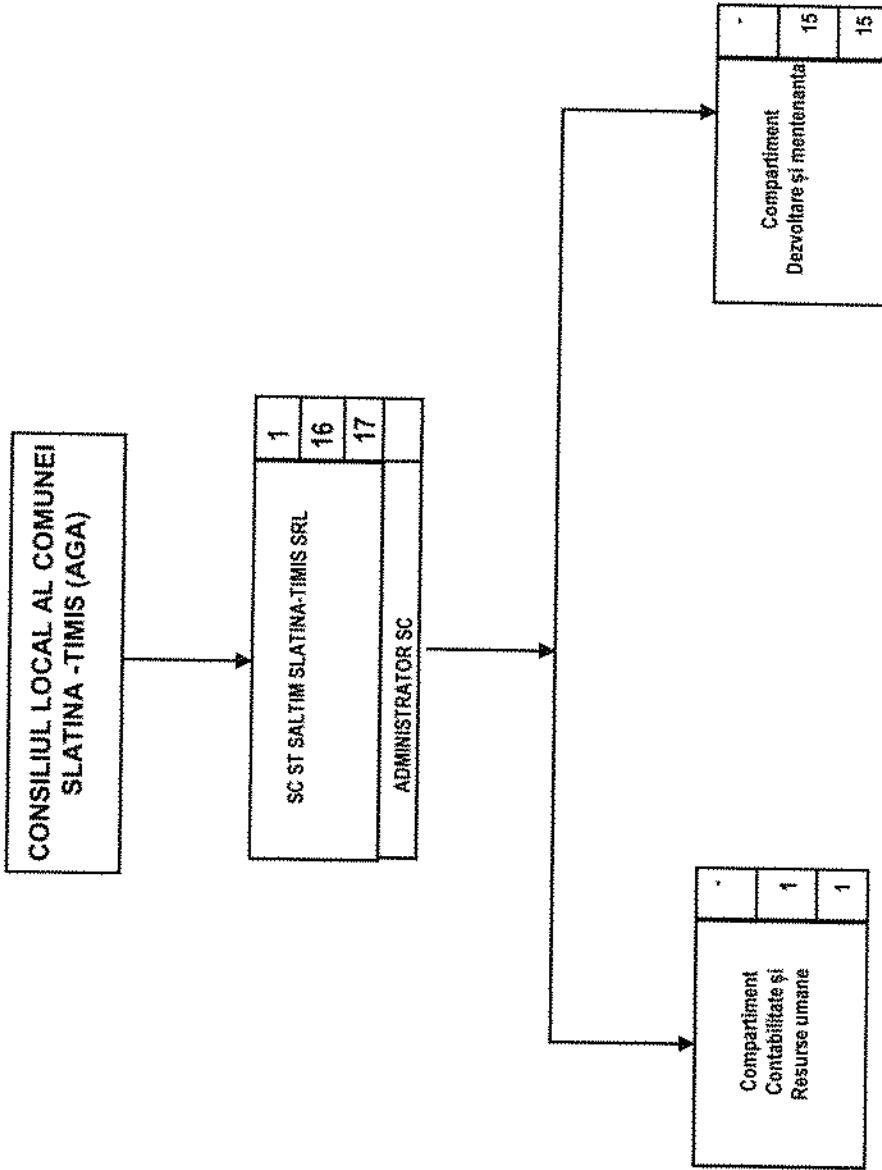 CONSILIUL LOCAL AL COMUNEI
SLATINA -TIMIS (AGA)
SC ST SALTIM SLATINA-TIMIS SRL
1
16
17
ADMINISTRATOR SC
Compartiment
Contabilitate și
Resurse umane
-
1
1
Compartiment
Dezvoltare și mentenanta
-
15
15